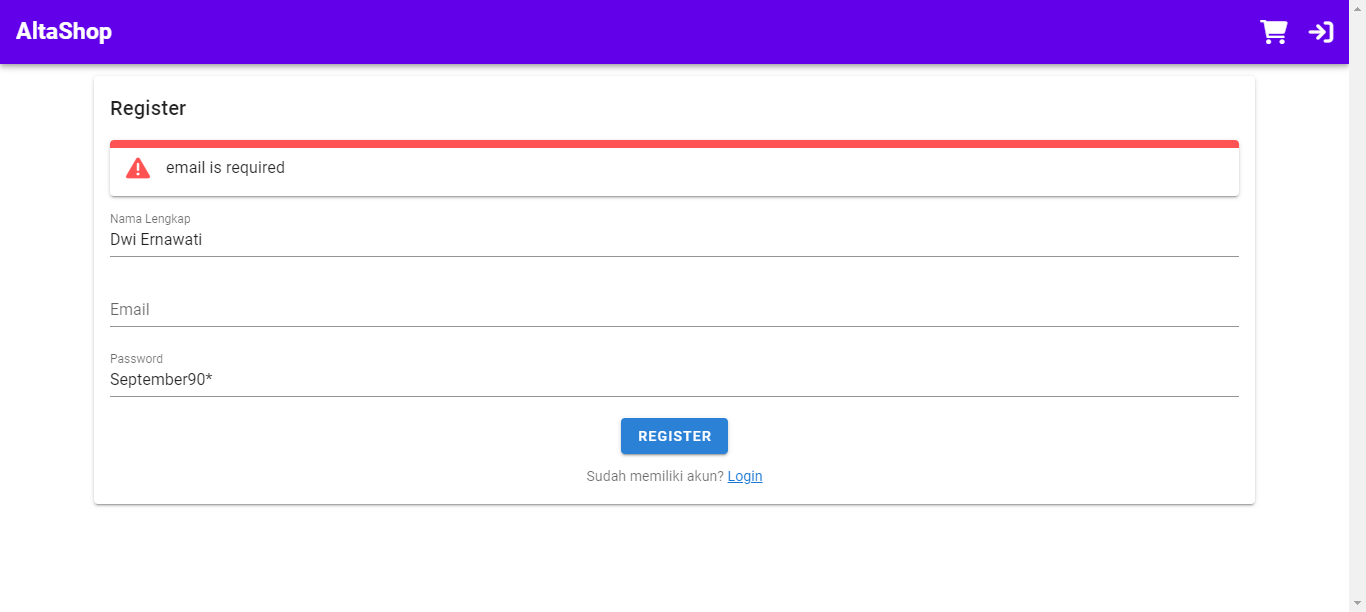 AltaShop
Register
email is required
Nama Lengkap
Dwi Ernawati
Email
Password
September90*
REGISTER
Sudah memiliki akun? Login